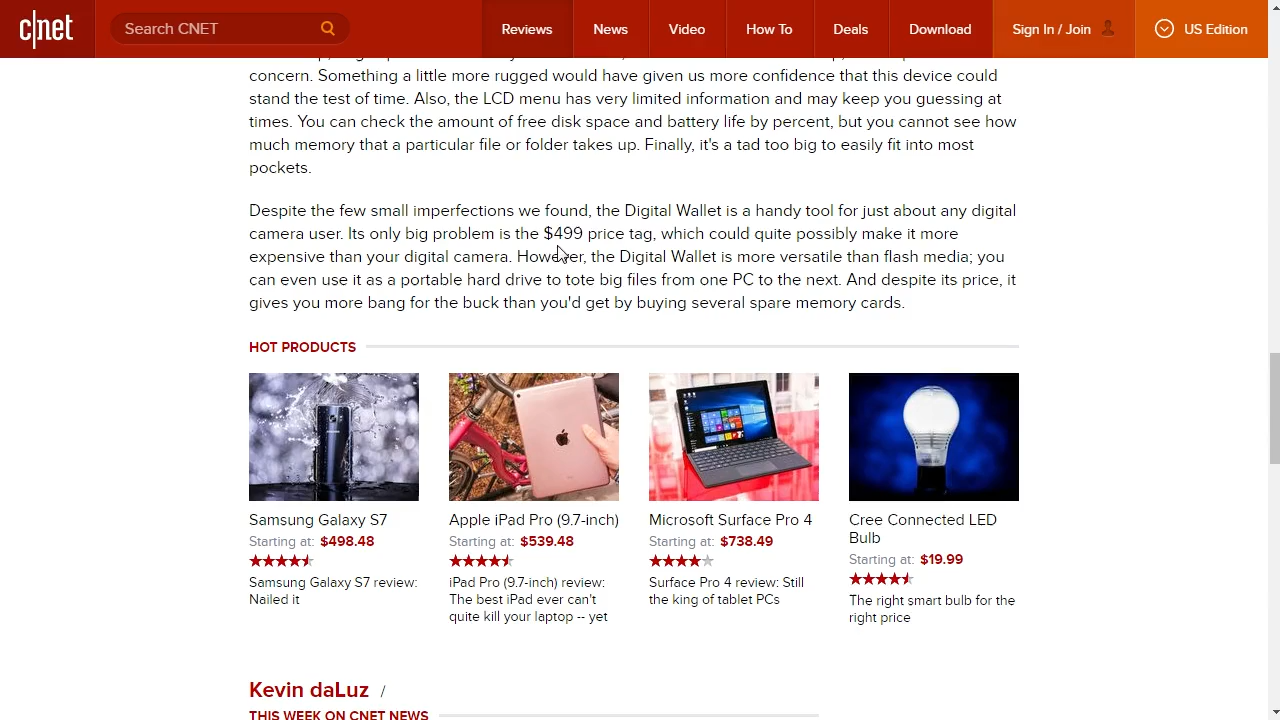 c|net
Search CNET
Reviews
News
Video
How To
Deals
Download
Sign In / Join
US Edition
concern. Something a little more rugged would have given us more confidence that this device could
stand the test of time. Also, the LCD menu has very limited information and may keep you guessing at
times. You can check the amount of free disk space and battery life by percent, but you cannot see how
much memory that a particular file or folder takes up. Finally, it's a tad too big to easily fit into most
pockets.
Despite the few small imperfections we found, the Digital Wallet is a handy tool for just about any digital
camera user. Its only big problem is the $499 price tag, which could quite possibly make it more
expensive than your digital camera. However, the Digital Wallet is more versatile than flash media; you
can even use it as a portable hard drive to tote big files from one PC to the next. And despite its price, it
gives you more bang for the buck than you'd get by buying several spare memory cards.
HOT PRODUCTS
Samsung Galaxy S7
Starting at: $498.48
Samsung Galaxy S7 review:
Nailed it
Apple iPad Pro (9.7-inch)
Starting at: $539.48
iPad Pro (9.7-inch) review:
The best iPad ever can't
quite kill your laptop -- yet
Microsoft Surface Pro 4
Starting at: $738.49
Surface Pro 4 review: Still
the king of tablet PCs
Cree Connected LED
Bulb
Starting at: $19.99
The right smart bulb for the
right price
Kevin daLuz /
THIS WEEK ON CNET NEWS